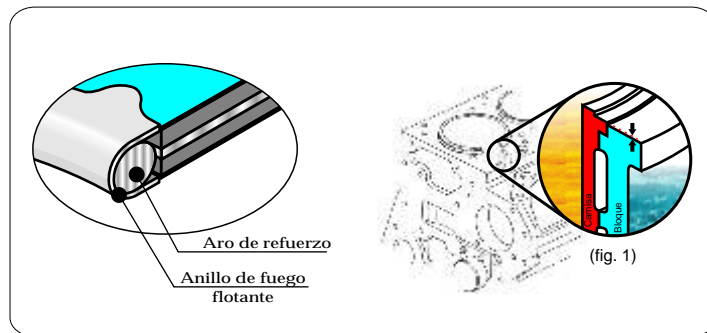 Aro de refuerzo
Anillo de fuego
flotante
Camisa
Bloque
(fig. 1)